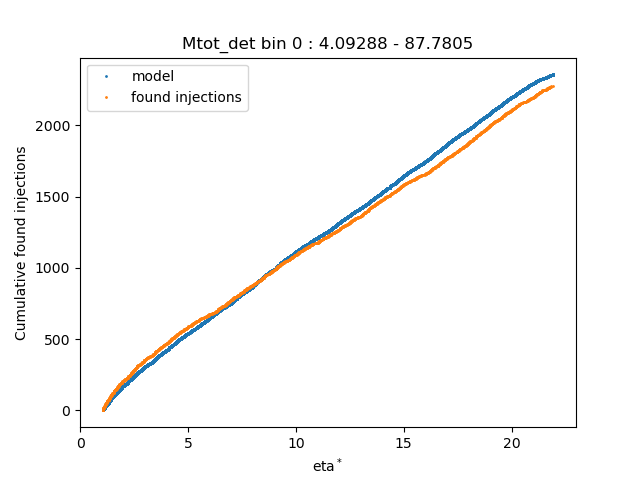 Mtot_det bin 0 : 4.09288 - 87.7805
model
found injections
Cumulative found injections
2000
1500
1000
500
0
0 5 10 15 20
eta*